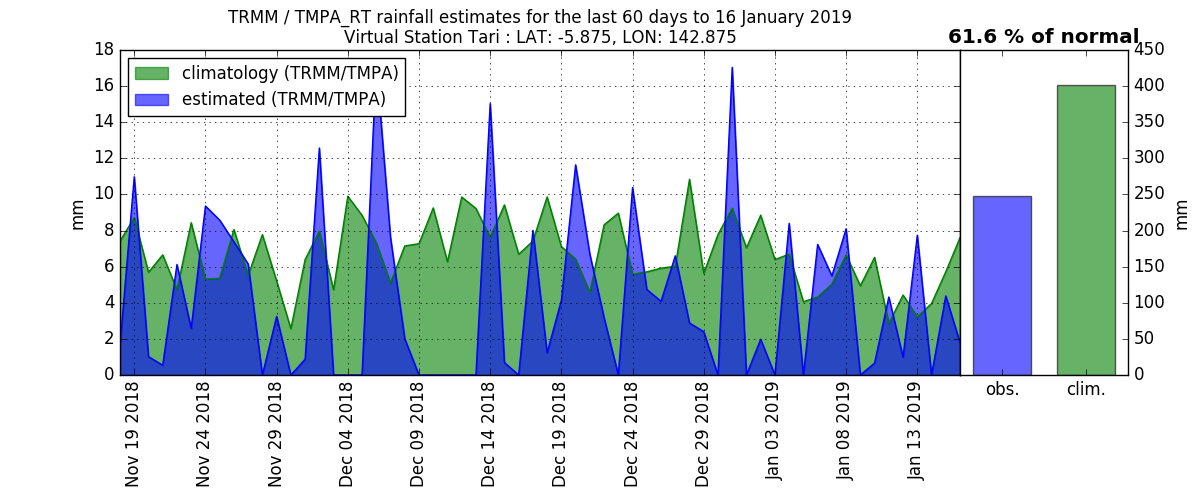 TRMM / TMPA_RT rainfall estimates for the last 60 days to 16 January 2019
Virtual Station Tari : LAT: -5.875, LON: 142.875
61.6 % of normal
climatology (TRMM/TMPA)
estimated (TRMM/TMPA)
18
16
14
12
10
8
6
4
2
0
mm
450
400
350
300
250
200
150
100
50
0
mm
Nov 19 2018
Nov 24 2018
Nov 29 2018
Dec 04 2018
Dec 09 2018
Dec 14 2018
Dec 19 2018
Dec 24 2018
Dec 29 2018
Jan 03 2019
Jan 08 2019
Jan 13 2019
obs.
clim.